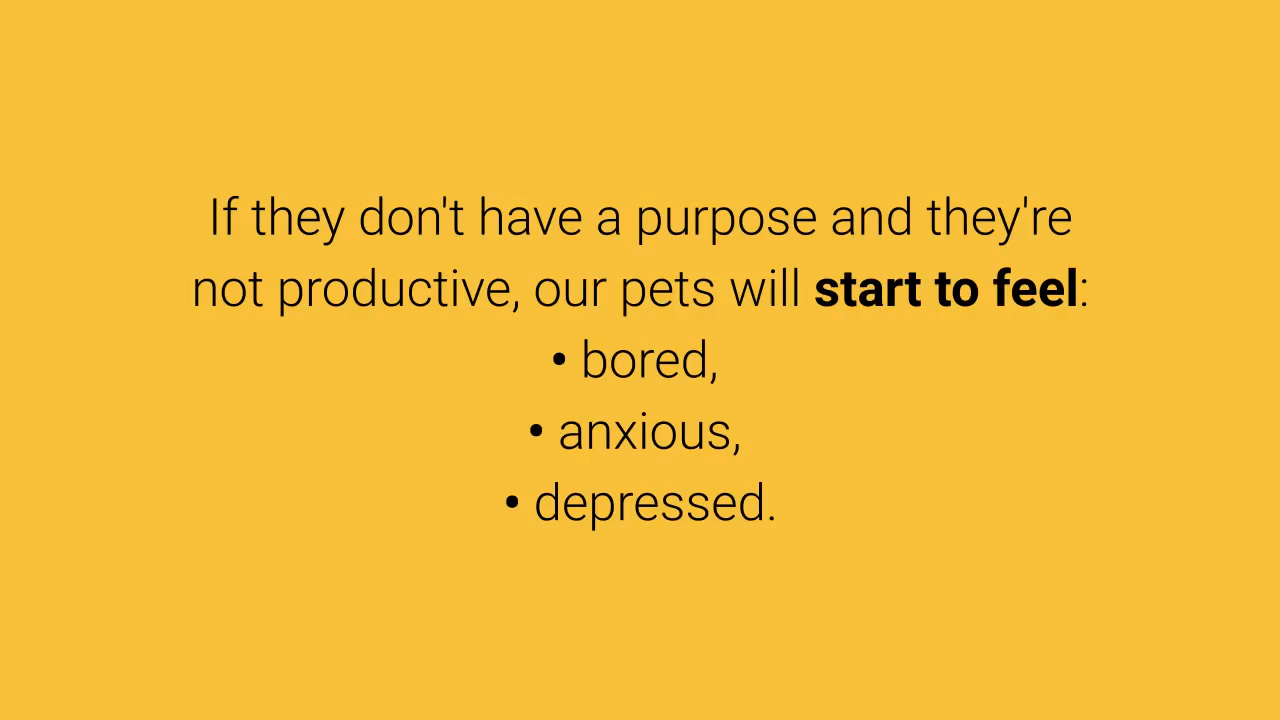 If they don't have a purpose and they're
not productive, our pets will start to feel:
• bored,
• anxious,
• depressed.